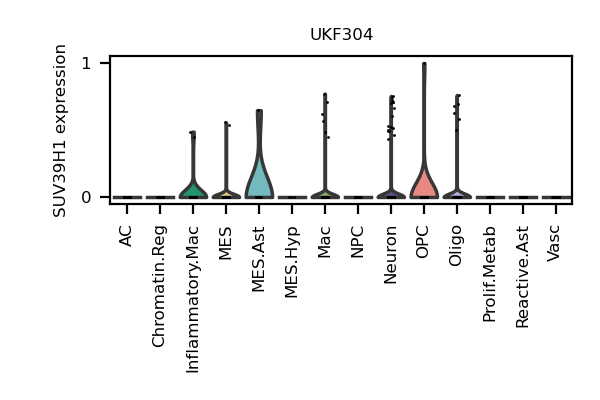 UKF304
SUV39H1 expression
1
0
AC
Chromatin.Reg
Inflammatory.Mac
MES
MES.Ast
MES.Hyp
Mac
NPC
Neuron
OPC
Oligo
Prolif.Metab
Reactive.Ast
Vasc